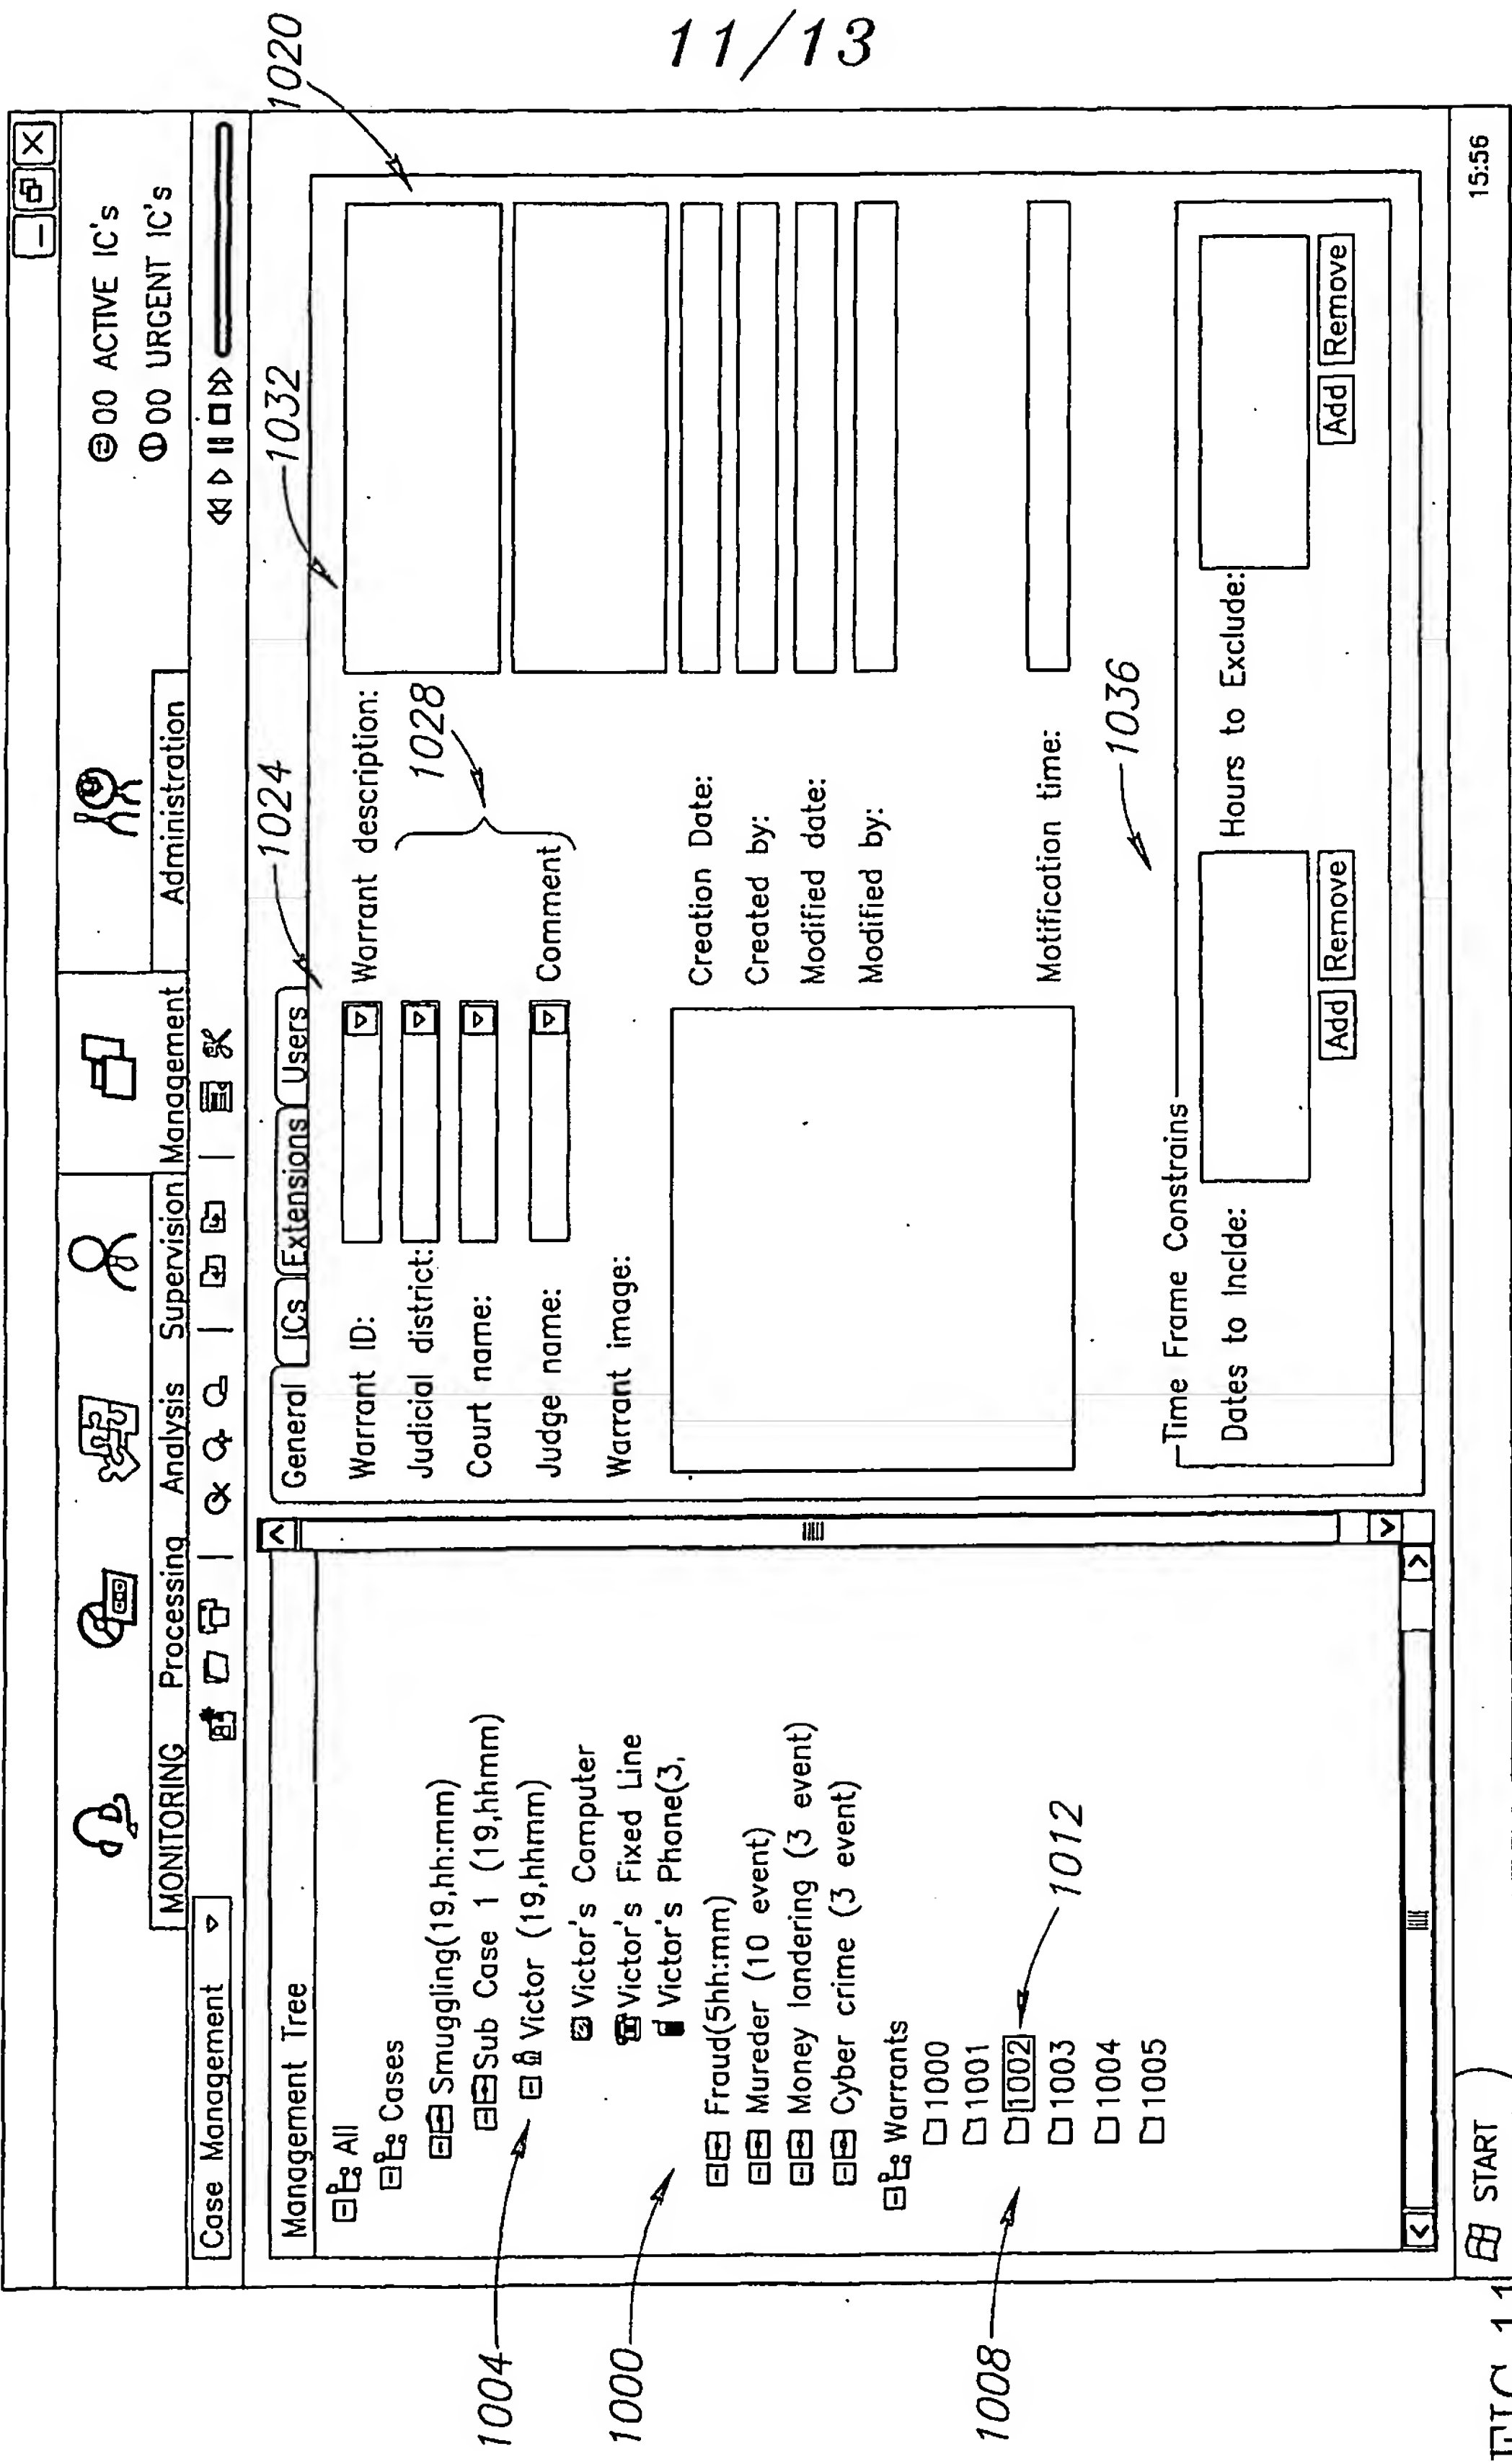 11/13
ACTIVE IC's
00
00 URGENT IC's
MONITORING Processing Analysis Supervision Management Administration
Case Management
Management Tree
All
Cases
Smuggling(19,hh:mm)
Sub Case 1 (19,hhmm)
Victor (19,hhmm)
Victor's Computer
Victor's Fixed Line
Victor's Phone(3,
Fraud(5hh:mm)
Mureder (10 event)
Money landering (3 event)
Cyber crime (3 event)
Warrants
1000
1001
1002
1003
1004
1005
1004
1000
1008
1012
General ICs Extensions Users
1024
1032
1020
Warrant ID:
Warrant description:
Judicial district:
1028
Court name:
Judge name:
Comment
Warrant image:
Creation Date:
Created by:
Modified date:
Modified by:
Motification time:
1036
Time Frame Constrains
Dates to Inclde:
Add Remove
Hours to Exclude:
Add Remove
START
15:56
FIG 11